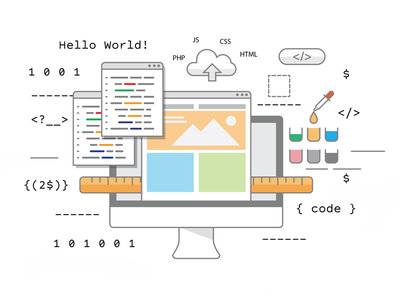 Hello World!
JS
CSS
PHP
HTML
</>
1 0 0 1
$
<?__>
</>
{(2$)}
$
{ code }
1 0 1 0 0 1